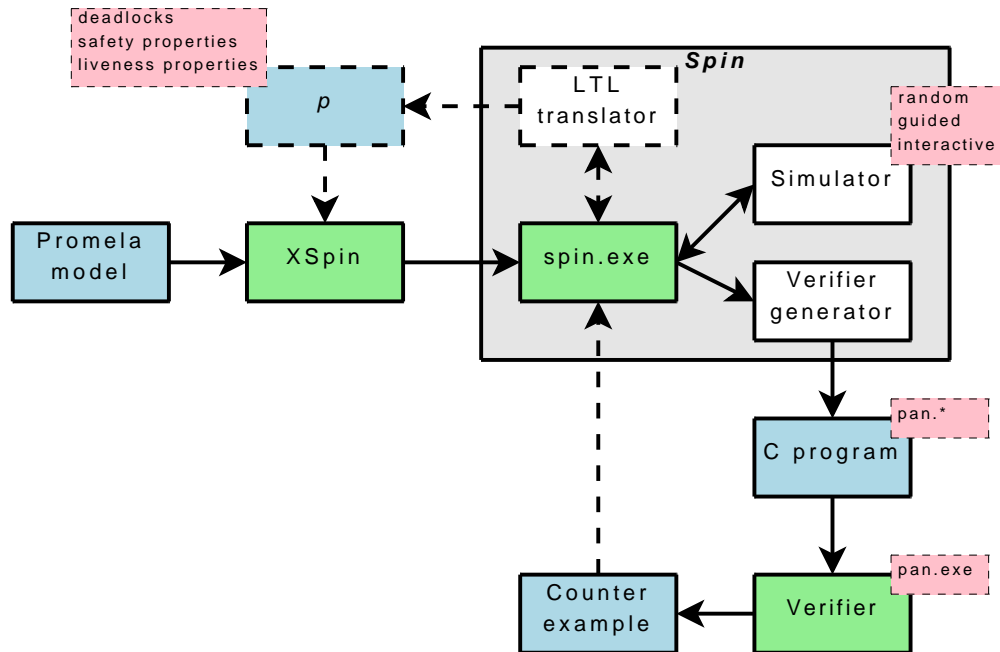 deadlocks
safety properties
liveness properties
Spin
p
LTL
translator
random
guided
interactive
Simulator
Promela
model
XSpin
spin.exe
Verifier
generator
pan.*
C program
pan.exe
Counter
example
Verifier